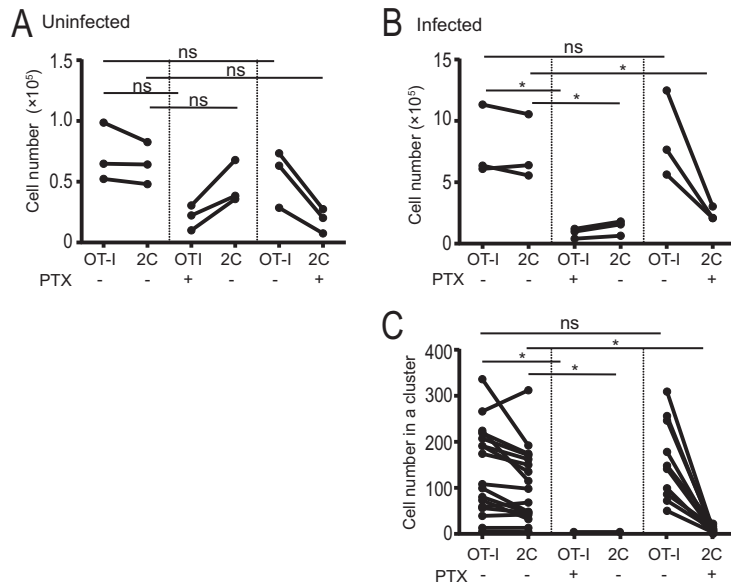 A Uninfected
ns
ns
ns
ns
1.5
1.0
0.5
0
Cell number (×10⁵)
OT-I 2C OTI 2C OT-I 2C
PTX - - + - - +
B Infected
ns
*
*
*
15
10
5
0
Cell number (×10⁵)
OT-I 2C OT-I 2C OT-I 2C
PTX - - + - - +
C
ns
*
*
*
400
300
200
100
0
Cell number in a cluster
OT-I 2C OT-I 2C OT-I 2C
PTX - - + - - +